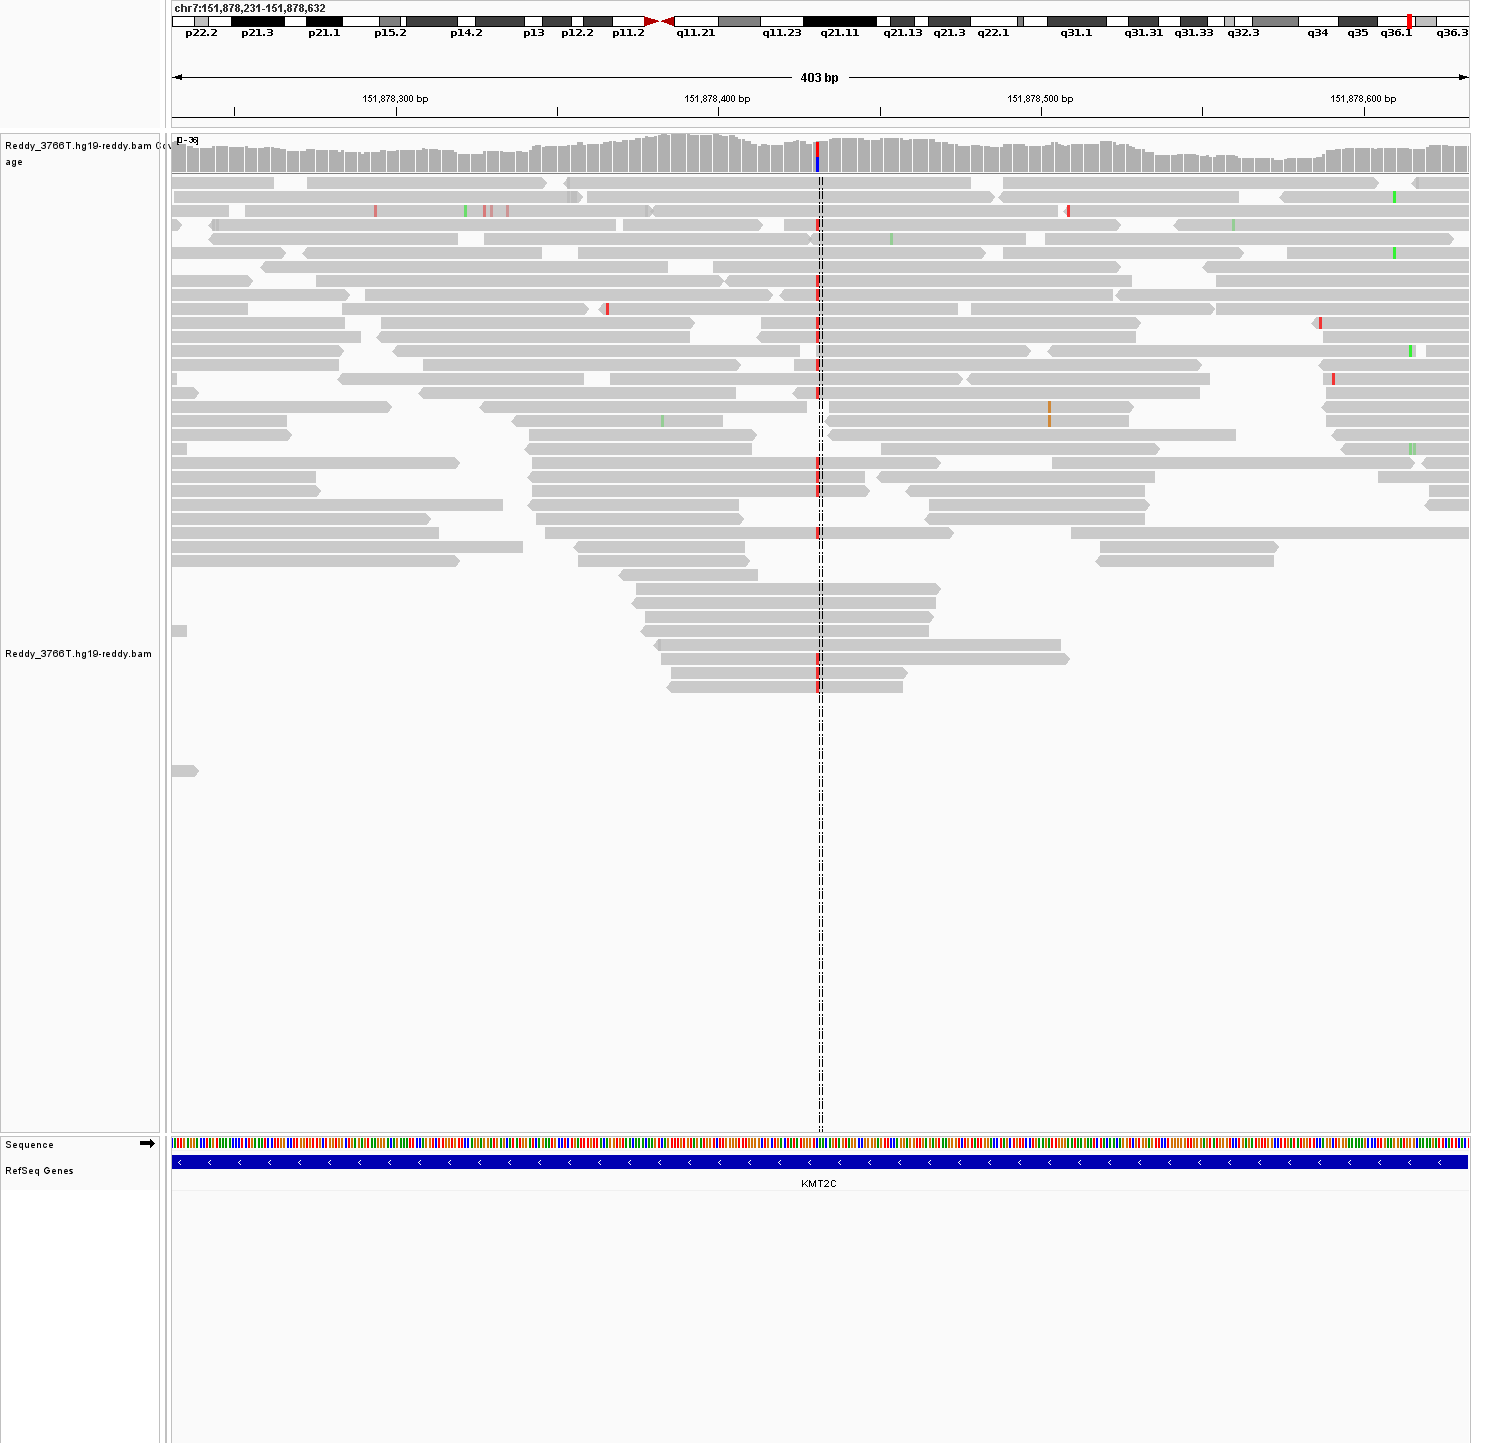 chr7:151,878,231-151,878,632
p22.2 p21.3 p21.1 p15.2 p14.2 p13 p12.2 p11.2 q11.21 q11.23 q21.11 q21.13 q21.3 q22.1 q31.1 q31.31 q31.33 q32.3 q34 q35 q36.1 q36.3
403 bp
151,878,300 bp 151,878,400 bp 151,878,500 bp 151,878,600 bp
[0-36]
Reddy_3766T.hg19-reddy.bam Cov
age
Reddy_3766T.hg19-reddy.bam
Sequence
RefSeq Genes
KMT2C